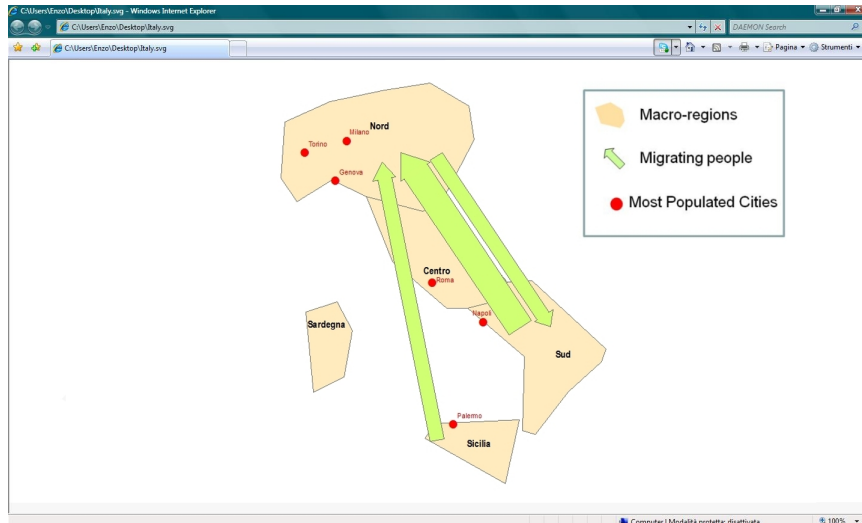 C:\Users\Enzo\Desktop\Italy.svg - Windows Internet Explorer
C:\Users\Enzo\Desktop\Italy.svg
DAEMON Search
C:\Users\Enzo\Desktop\Italy.svg
Pagina
Strumenti
Macro-regions
Migrating people
Most Populated Cities
Nord
Milano
Torino
Genova
Centro
Roma
Napoli
Sardegna
Sud
Palermo
Sicilia
Computer | Modalità protetta: disattivata
100%